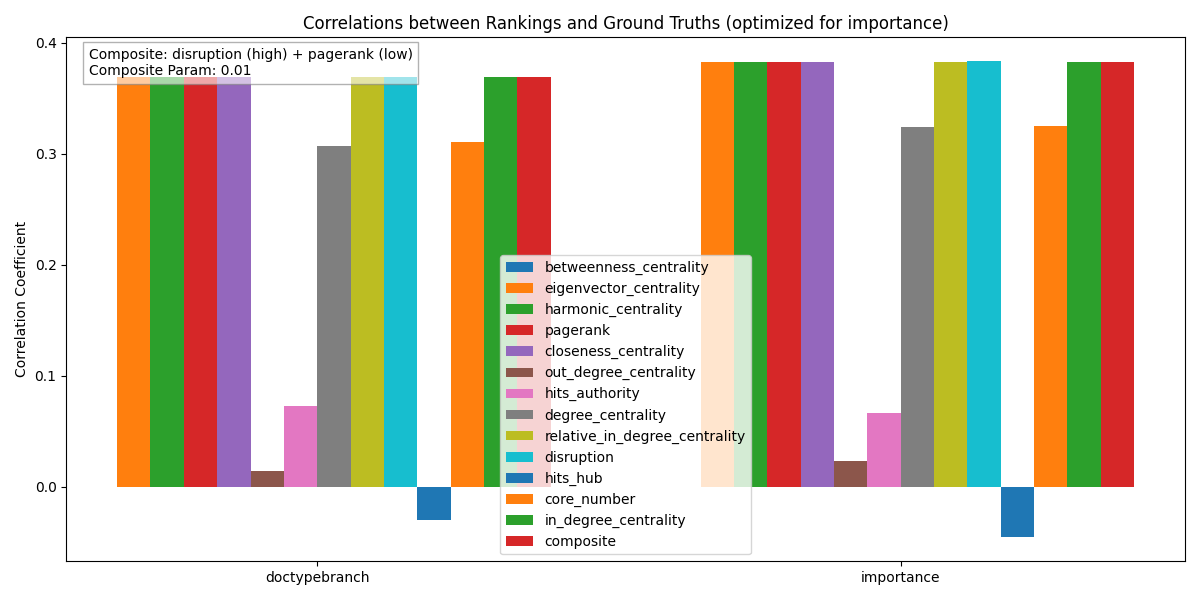 Correlations between Rankings and Ground Truths (optimized for importance)
Composite: disruption (high) + pagerank (low)
Composite Param: 0.01
Correlation Coefficient
0.4
0.3
0.2
0.1
0.0
betweenness_centrality
eigenvector_centrality
harmonic_centrality
pagerank
closeness_centrality
out_degree_centrality
hits_authority
degree_centrality
relative_in_degree_centrality
disruption
hits_hub
core_number
in_degree_centrality
composite
doctypebranch
importance